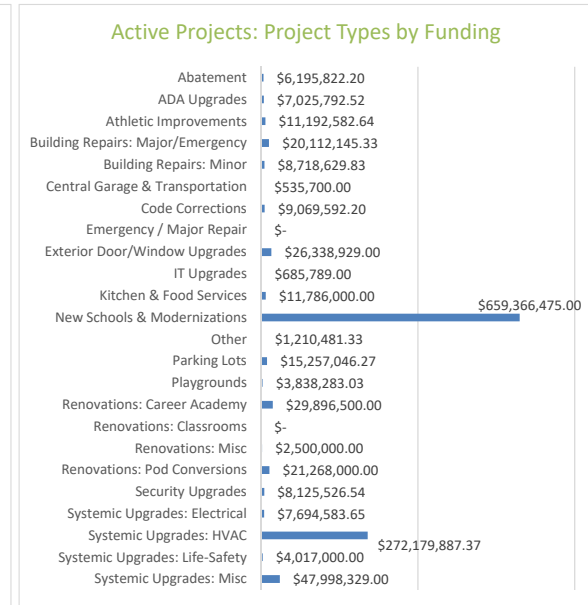 Active Projects: Project Types by Funding
Abatement $6,195,822.20
ADA Upgrades $7,025,792.52
Athletic Improvements $11,192,582.64
Building Repairs: Major/Emergency $20,112,145.33
Building Repairs: Minor $8,718,629.83
Central Garage & Transportation $535,700.00
Code Corrections $9,069,592.20
Emergency / Major Repair $-
Exterior Door/Window Upgrades $26,338,929.00
IT Upgrades $685,789.00
Kitchen & Food Services $11,786,000.00
New Schools & Modernizations $659,366,475.00
Other $1,210,481.33
Parking Lots $15,257,046.27
Playgrounds $3,838,283.03
Renovations: Career Academy $29,896,500.00
Renovations: Classrooms $-
Renovations: Misc $2,500,000.00
Renovations: Pod Conversions $21,268,000.00
Security Upgrades $8,125,526.54
Systemic Upgrades: Electrical $7,694,583.65
Systemic Upgrades: HVAC $272,179,887.37
Systemic Upgrades: Life-Safety $4,017,000.00
Systemic Upgrades: Misc $47,998,329.00